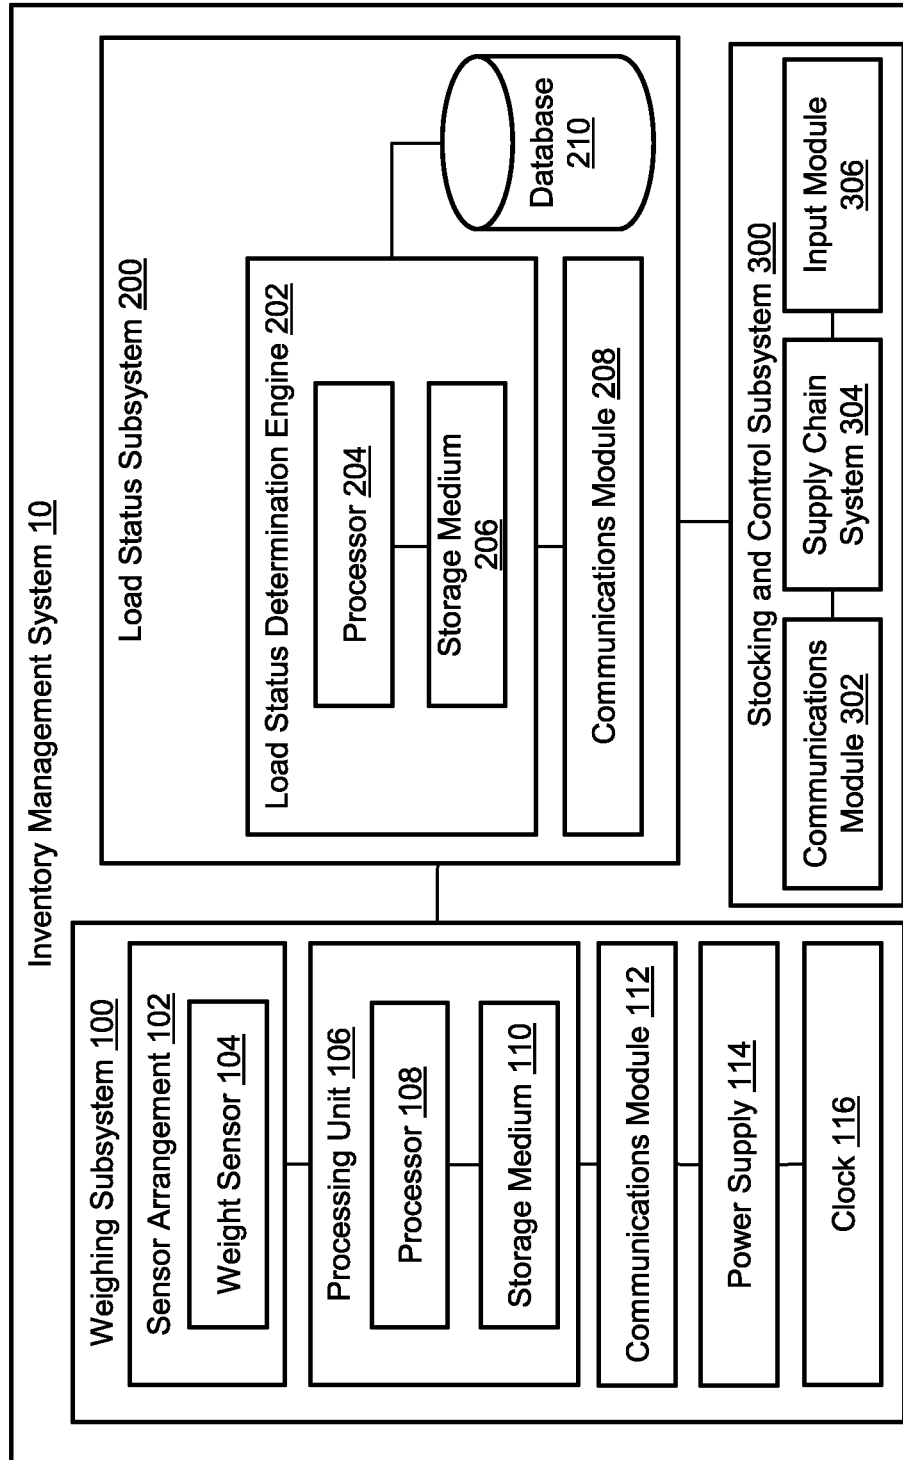 Inventory Management System 10
Weighing Subsystem 100
Sensor Arrangement 102
Weight Sensor 104
Processing Unit 106
Processor 108
Storage Medium 110
Communications Module 112
Power Supply 114
Clock 116
Load Status Subsystem 200
Load Status Determination Engine 202
Processor 204
Storage Medium
206
Communications Module 208
Database
210
Stocking and Control Subsystem 300
Communications
Module 302
Supply Chain
System 304
Input Module
306